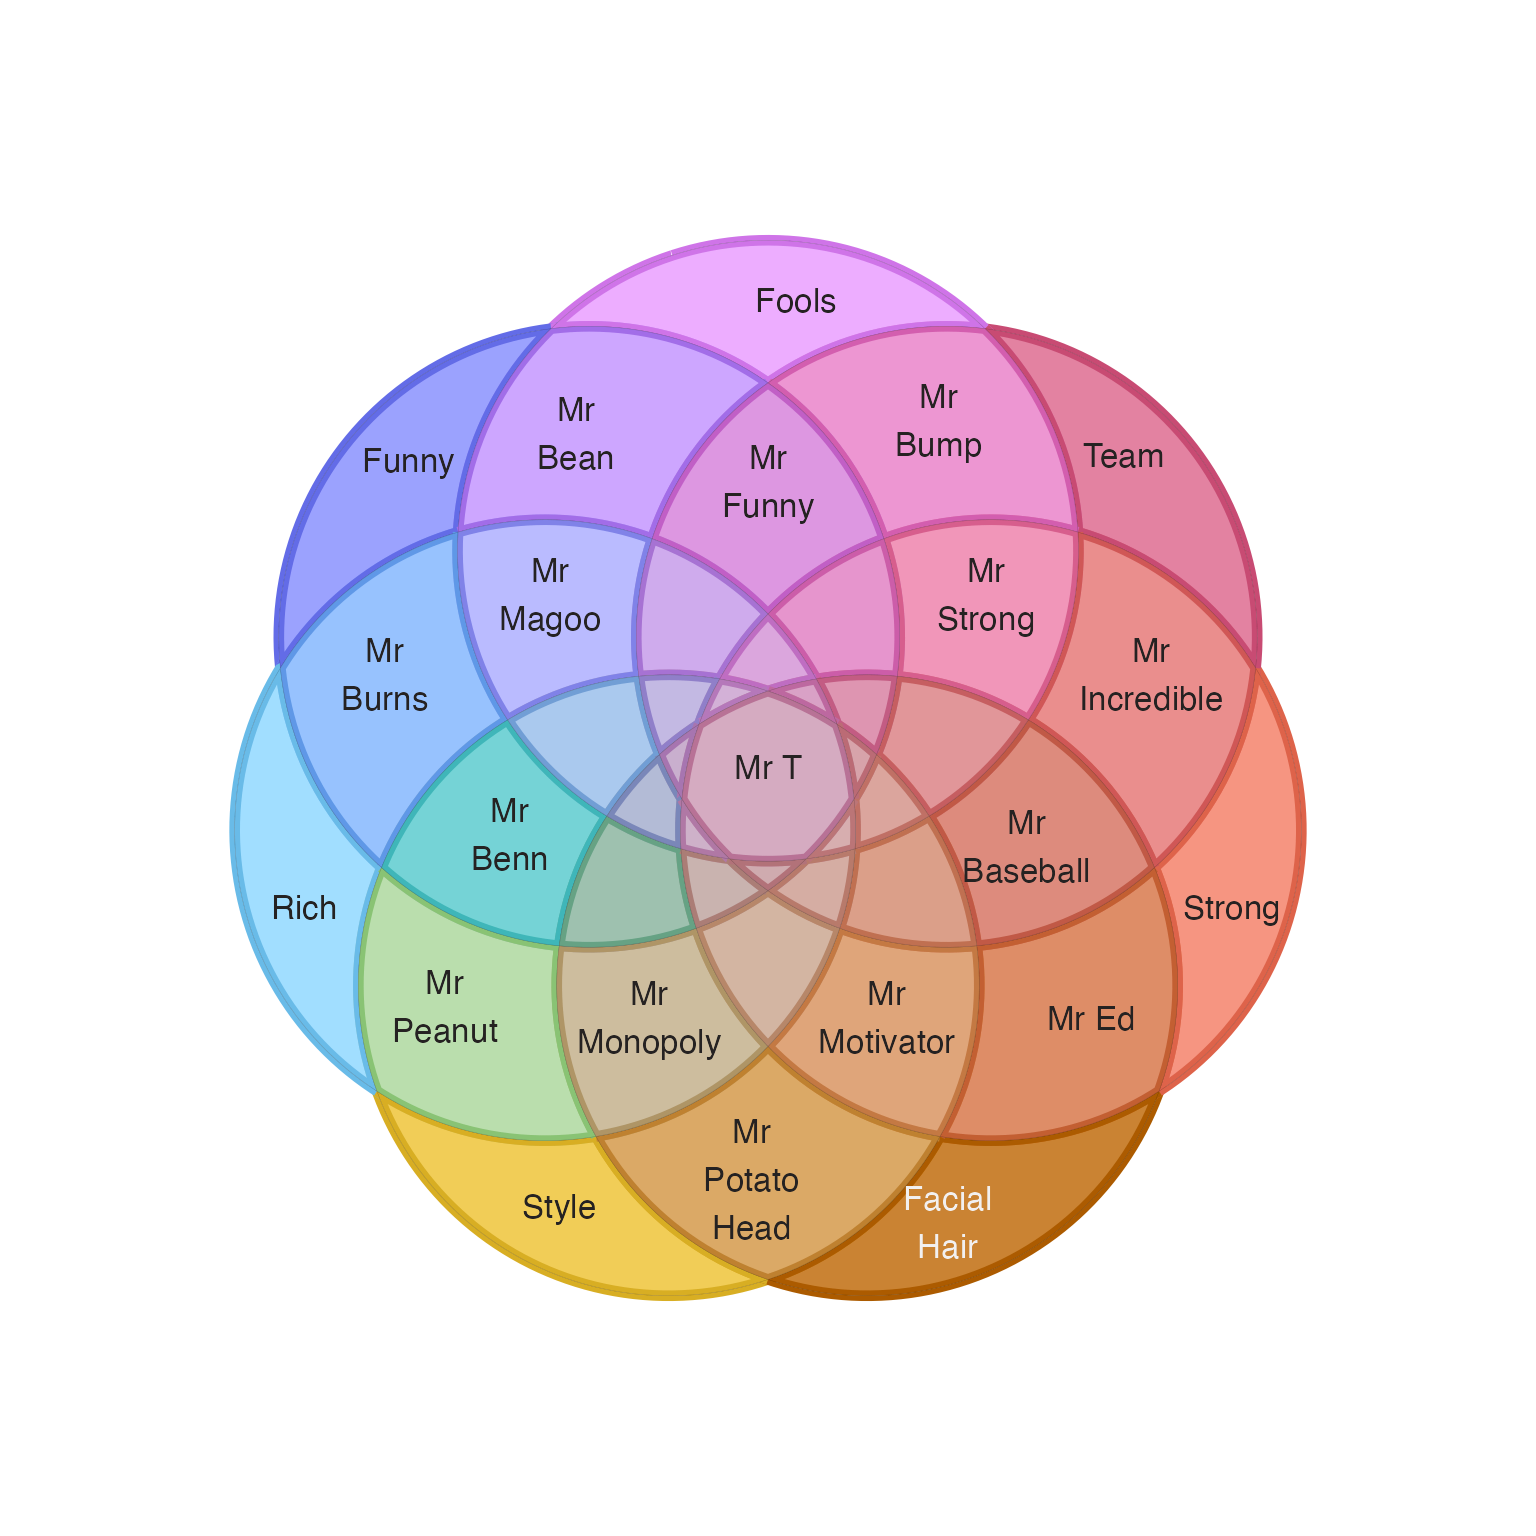 Fools
Mr
Bean
Mr
Bump
Funny
Team
Mr
Funny
Mr
Magoo
Mr
Strong
Mr
Burns
Mr
Incredible
Mr T
Mr
Benn
Mr
Baseball
Rich
Strong
Mr
Peanut
Mr
Monopoly
Mr
Motivator
Mr Ed
Mr
Potato
Head
Style
Facial
Hair